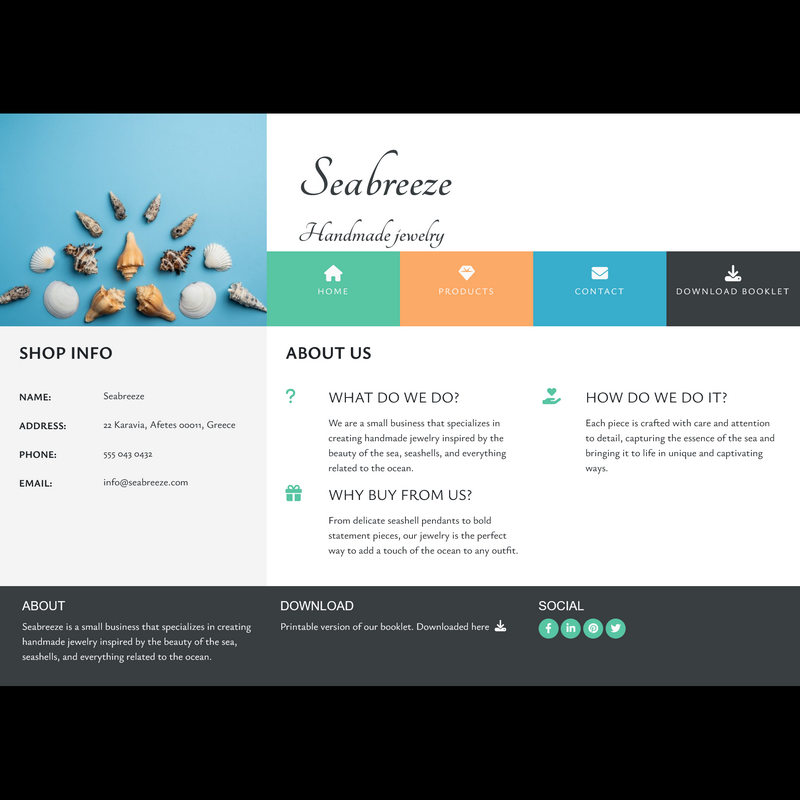 Seabreeze
Handmade jewelry
HOME
PRODUCTS
CONTACT
DOWNLOAD BOOKLET
SHOP INFO
NAME: Seabreeze
ADDRESS: 22 Karavia, Afetes 00011, Greece
PHONE: 555 043 0432
EMAIL: info@seabreeze.com
ABOUT US
WHAT DO WE DO?
We are a small business that specializes in
creating handmade jewelry inspired by the
beauty of the sea, seashells, and everything
related to the ocean.
HOW DO WE DO IT?
Each piece is crafted with care and attention
to detail, capturing the essence of the sea and
bringing it to life in unique and captivating
ways.
WHY BUY FROM US?
From delicate seashell pendants to bold
statement pieces, our jewelry is the perfect
way to add a touch of the ocean to any outfit.
ABOUT
Seabreeze is a small business that specializes in creating
handmade jewelry inspired by the beauty of the sea,
seashells, and everything related to the ocean.
DOWNLOAD
Printable version of our booklet. Downloaded here
SOCIAL